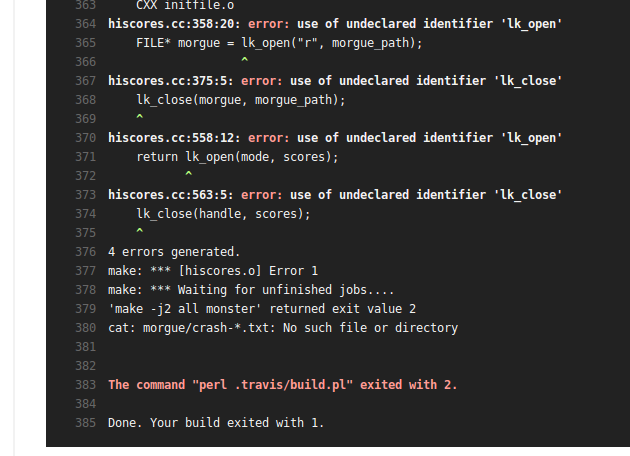 363 CXX initfile.o
364 hiscores.cc:358:20: error: use of undeclared identifier 'lk_open'
365 FILE* morgue = lk_open("r", morgue_path);
366 ^
367 hiscores.cc:375:5: error: use of undeclared identifier 'lk_close'
368 lk_close(morgue, morgue_path);
369 ^
370 hiscores.cc:558:12: error: use of undeclared identifier 'lk_open'
371 return lk_open(mode, scores);
372 ^
373 hiscores.cc:563:5: error: use of undeclared identifier 'lk_close'
374 lk_close(handle, scores);
375 ^
376 4 errors generated.
377 make: *** [hiscores.o] Error 1
378 make: *** Waiting for unfinished jobs....
379 'make -j2 all monster' returned exit value 2
380 cat: morgue/crash-*.txt: No such file or directory
381
382
383 The command "perl .travis/build.pl" exited with 2.
384
385 Done. Your build exited with 1.